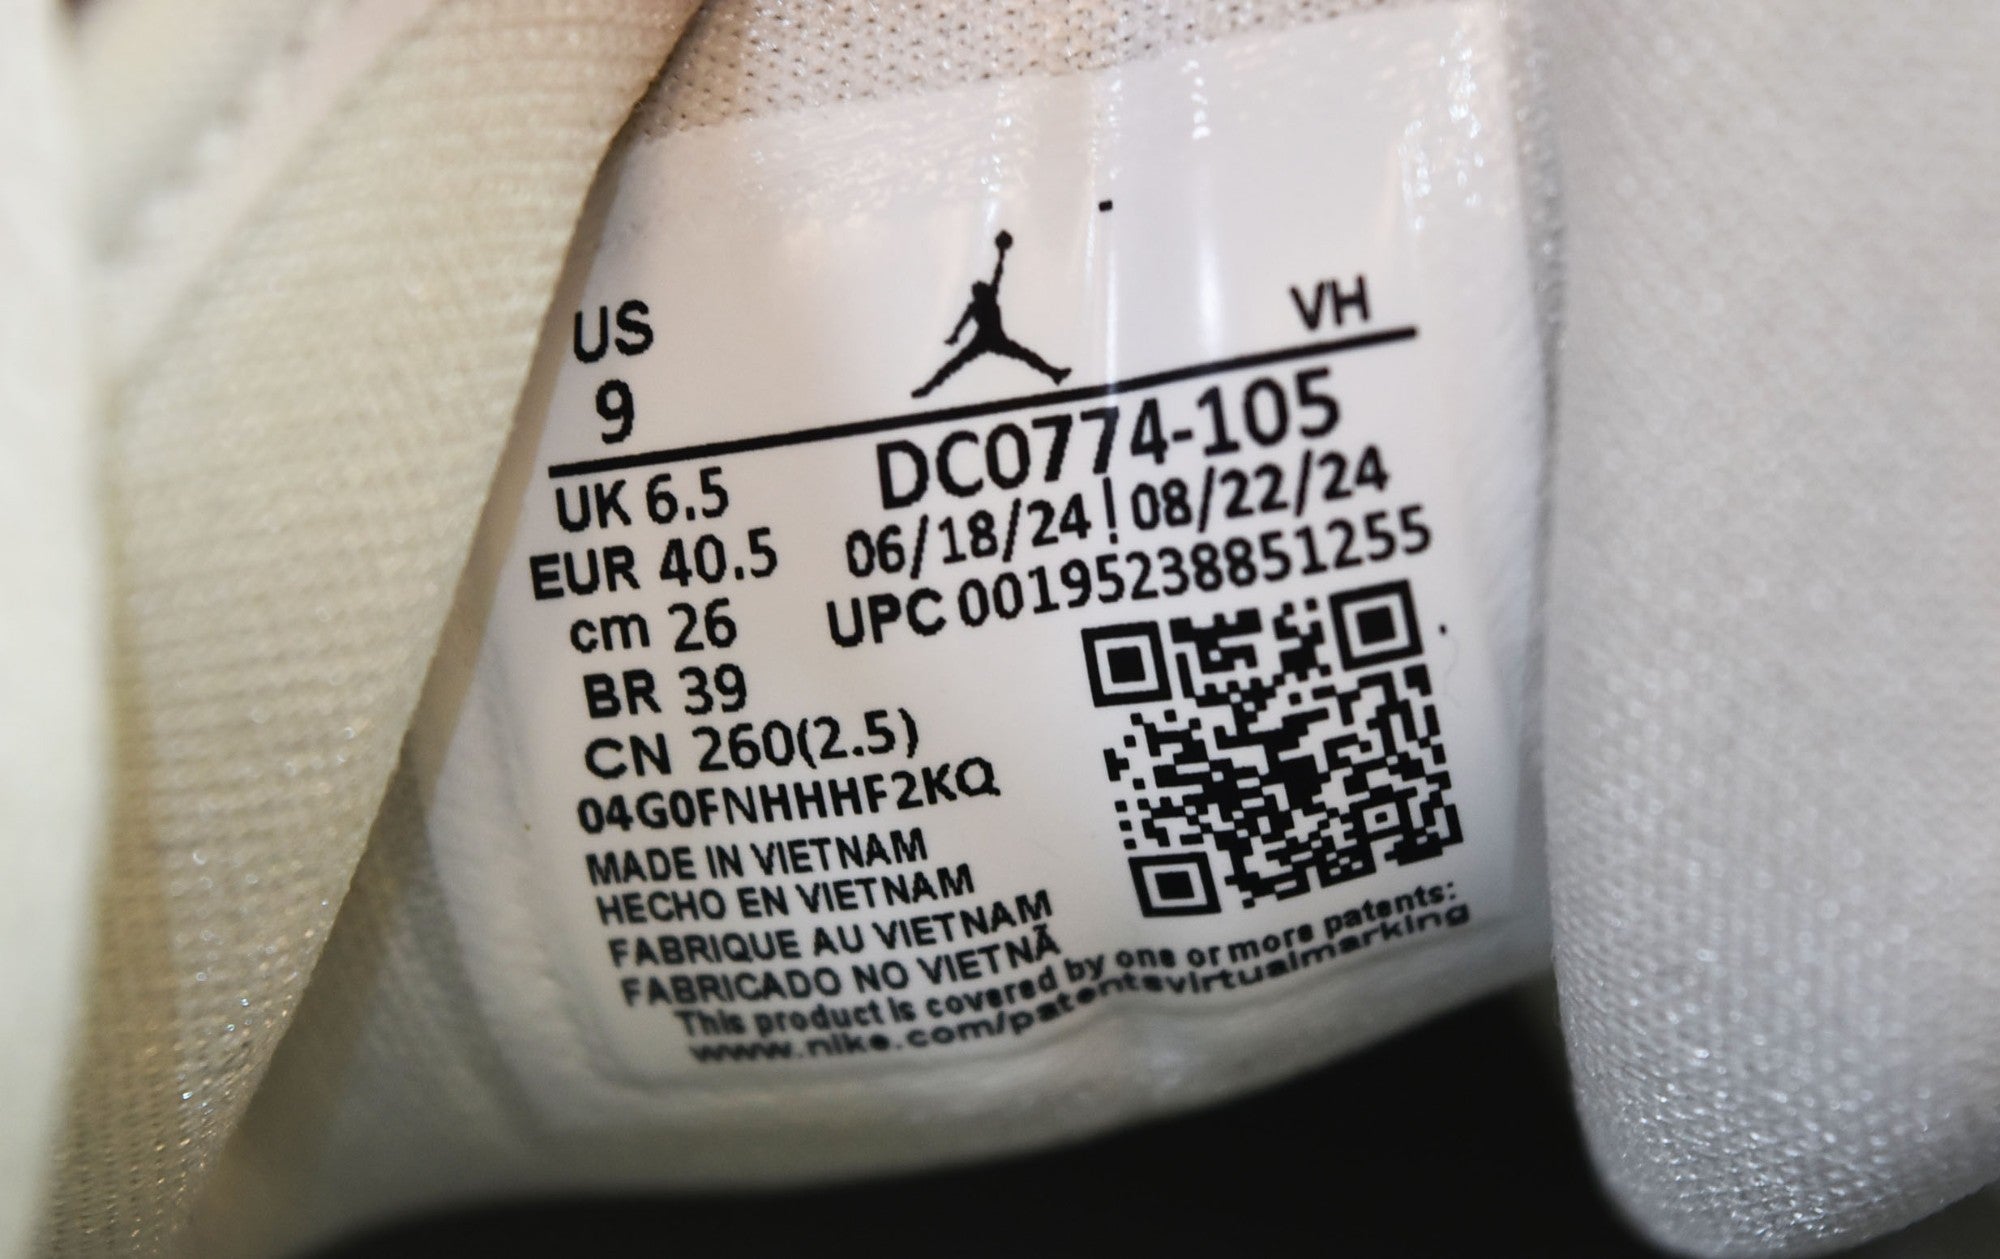 US
9
VH
UK 6.5
EUR 40.5
cm 26
BR 39
CN 260(2.5)
DC0774-105
06/18/24 | 08/22/24
UPC 00195238851255
04G0FNHHHF2KQ
MADE IN VIETNAM
HECHO EN VIETNAM
FABRIQUE AU VIETNAM
FABRICADO NO VIETNÃ
This product is covered by one or more patents:
www.nike.com/patentsvirtualmarking